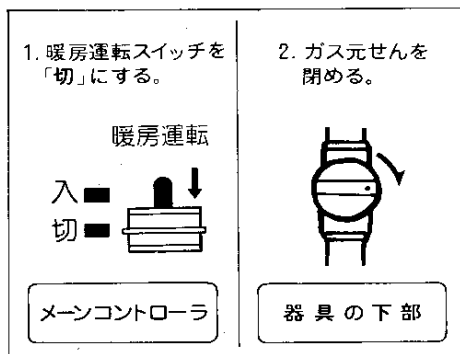 1. 暖房運転スイッチを
「切」にする。
暖房運転
入
切
メーンコントローラ
2. ガス元せんを
閉める。
器具の下部